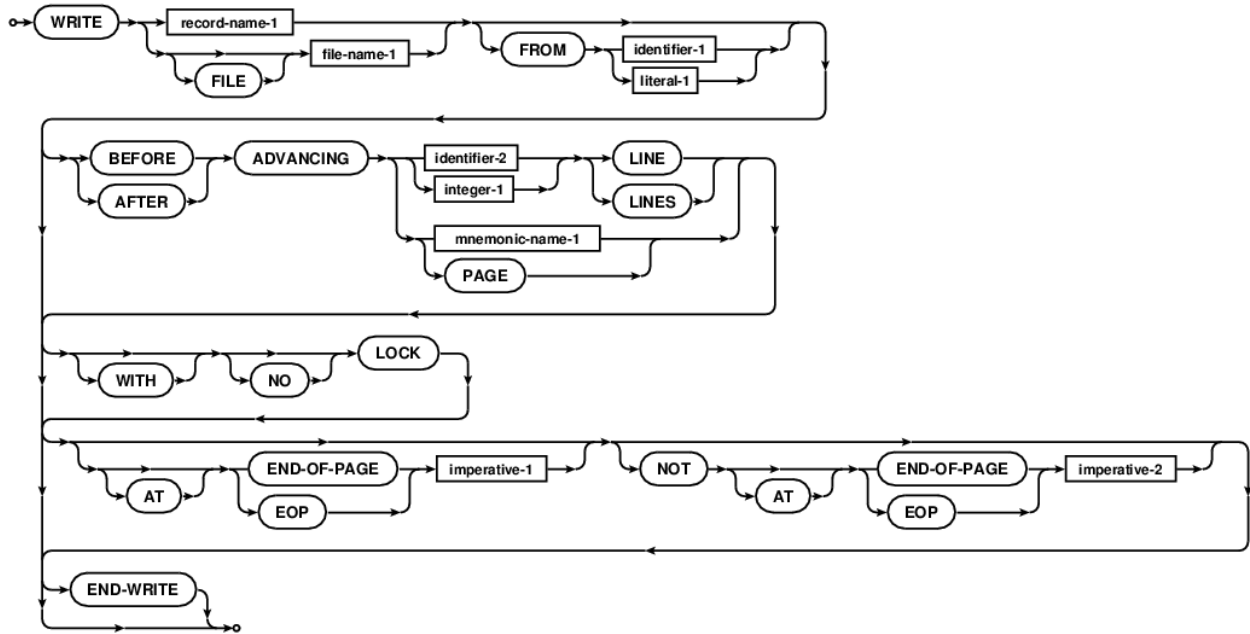 WRITE record-name-1
FROM identifier-1
file-name-1
FILE literal-1
BEFORE ADVANCING identifier-2 LINE
AFTER integer-1 LINES
mnemonic-name-1
PAGE
LOCK
WITH NO
END-OF-PAGE imperative-1 NOT END-OF-PAGE imperative-2
AT EOP AT EOP
END-WRITE